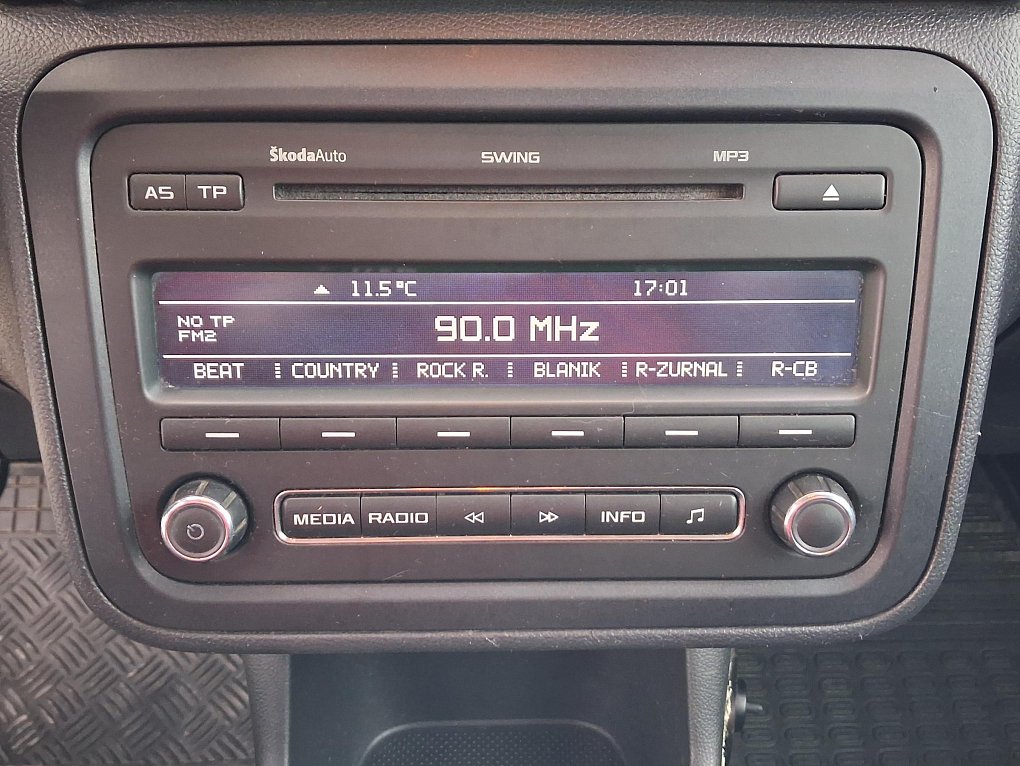 ŠkodaAuto SWING MP3
AS TP
11.5°C 17:01
NO TP
FM2
90.0 MHz
BEAT COUNTRY ROCK R. BLANIK R-ZURNAL R-CB
MEDIA RADIO INFO